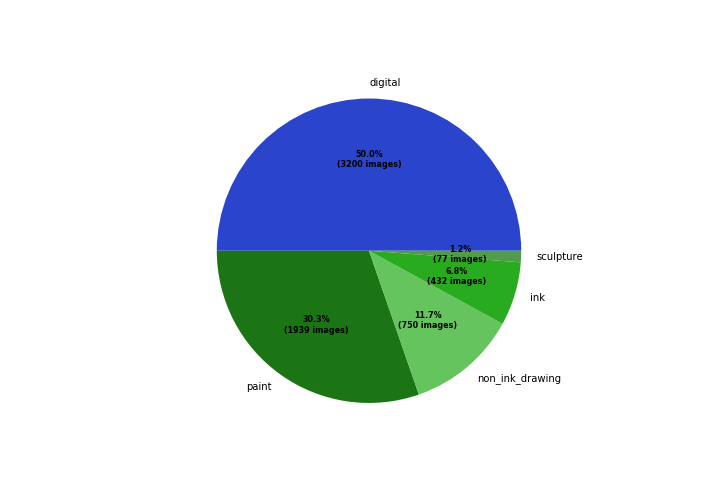 digital
50.0%
(3200 images)
1.2%
(77 images)
sculpture
6.8%
(432 images)
ink
11.7%
(750 images)
non_ink_drawing
30.3%
(1939 images)
paint